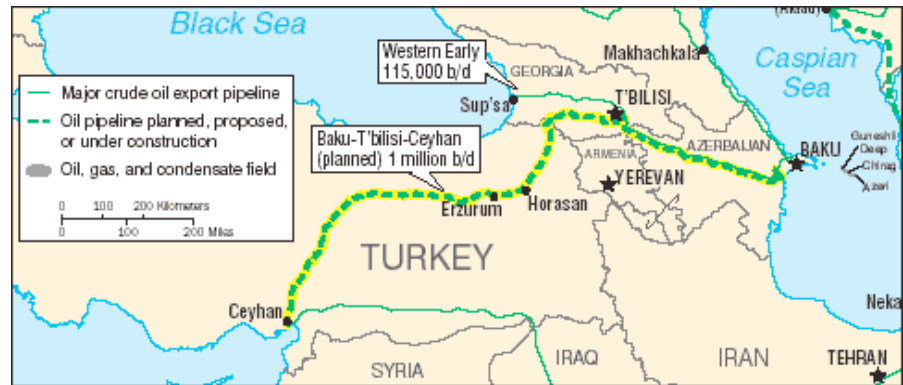 Black Sea
(Aktau)
Western Early
115,000 b/d
Makhachkala
Caspian
Sea
GEORGIA
Major crude oil export pipeline
Oil pipeline planned, proposed,
or under construction
Oil, gas, and condensate field
0 100 200 Kilometers
0 100 200 Miles
Sup'sa
T'BILISI
Baku-T'bilisi-Ceyhan
(planned) 1 million b/d
AZERBAIJAN
BAKU
Guneshli
Deep
Chirag
Azeri
ARMENIA
YEREVAN
Erzurum
Horasan
TURKEY
Ceyhan
Neka
SYRIA
IRAQ
IRAN
TEHRAN